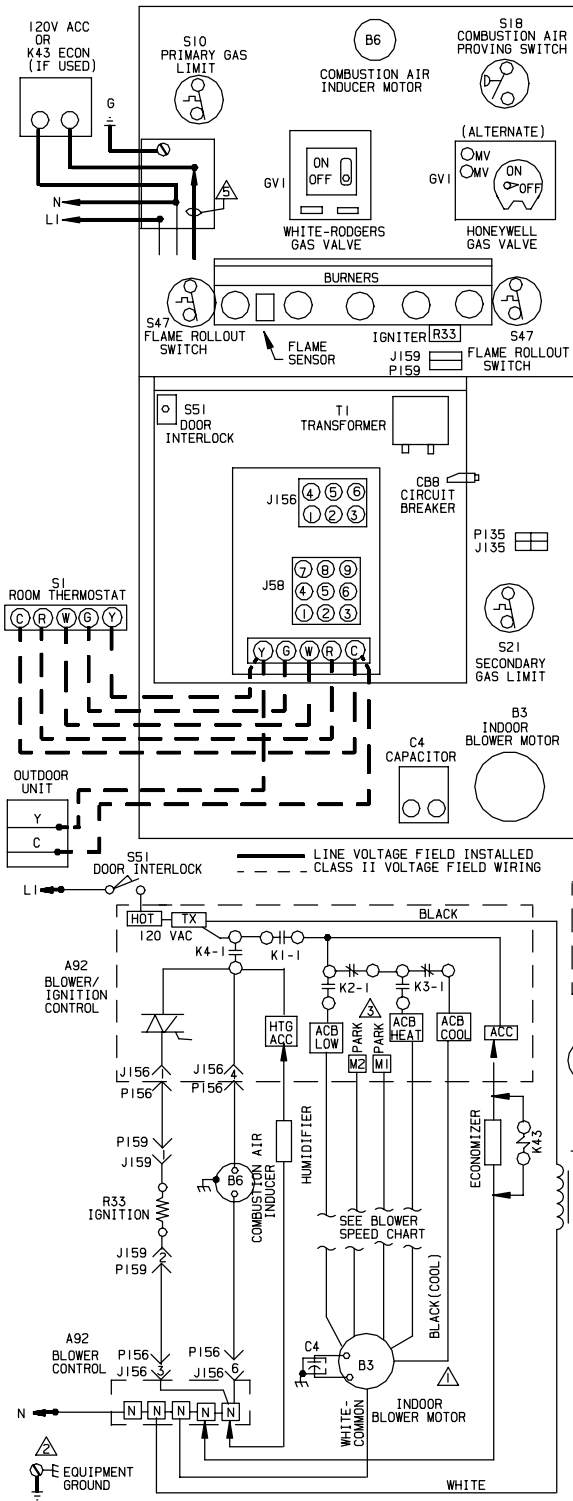 120V ACC
OR
K43 ECON
(IF USED)
G
N
L1
S10
PRIMARY GAS
LIMIT
B6
COMBUSTION AIR
INDUCER MOTOR
S18
COMBUSTION AIR
PROVING SWITCH
5
GV1
ON
OFF
WHITE-RODGERS
GAS VALVE
(ALTERNATE)
MV
MV
GV1
ON
OFF
HONEYWELL
GAS VALVE
BURNERS
S47
FLAME ROLLOUT
SWITCH
FLAME
SENSOR
IGNITER R33
J159
P159
S47
FLAME ROLLOUT
SWITCH
S51
DOOR
INTERLOCK
T1
TRANSFORMER
CB8
CIRCUIT
BREAKER
J156
4 5 6
1 2 3
J58
7 8 9
4 5 6
1 2 3
P135
J135
S1
ROOM THERMOSTAT
C R W G Y
Y G W R C
S21
SECONDARY
GAS LIMIT
C4
CAPACITOR
B3
INDOOR
BLOWER MOTOR
OUTDOOR
UNIT
Y
C
LINE VOLTAGE FIELD INSTALLED
CLASS II VOLTAGE FIELD WIRING
S51
DOOR INTERLOCK
L1
HOT TX
120 VAC
BLACK
K4-1
K1-1
A92
BLOWER/
IGNITION
CONTROL
K2-1
K3-1
3
HTG
ACC
ACB
LOW
PARK
M2
PARK
M1
ACB
HEAT
ACB
COOL
ACC
J156
1
P156
J156
4
P156
P159
1
J159
HUMIDIFIER
ECONOMIZER
K43
B6
COMBUSTION AIR
INDUCER
R33
IGNITION
SEE BLOWER
SPEED CHART
J159
2
P159
BLACK(COOL)
A92
BLOWER
CONTROL
P156
3
J156
P156
6
J156
C4
B3
1
INDOOR
BLOWER MOTOR
N
N N N N N
WHITE-
COMMON
2
EQUIPMENT
GROUND
WHITE